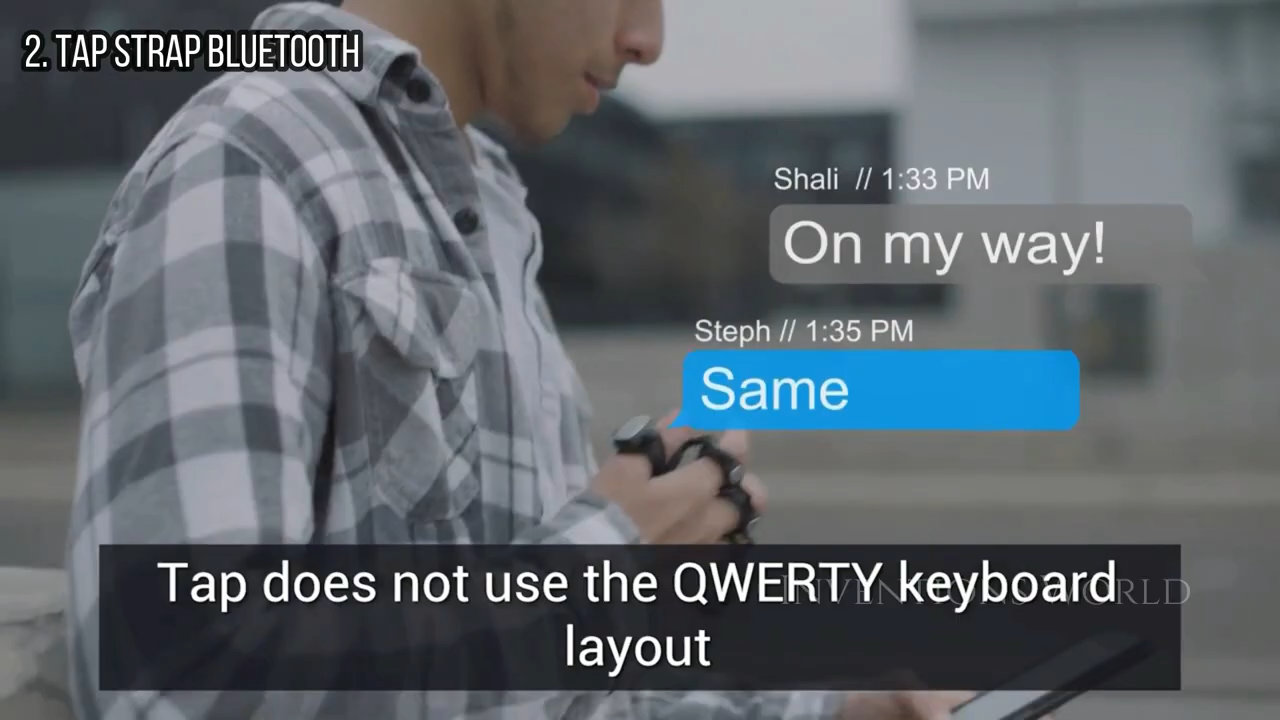 2. TAP STRAP BLUETOOTH
Shali // 1:33 PM
On my way!
Steph // 1:35 PM
Same
Tap does not use the QWERTY keyboard
INVENTIONS WORLD
layout